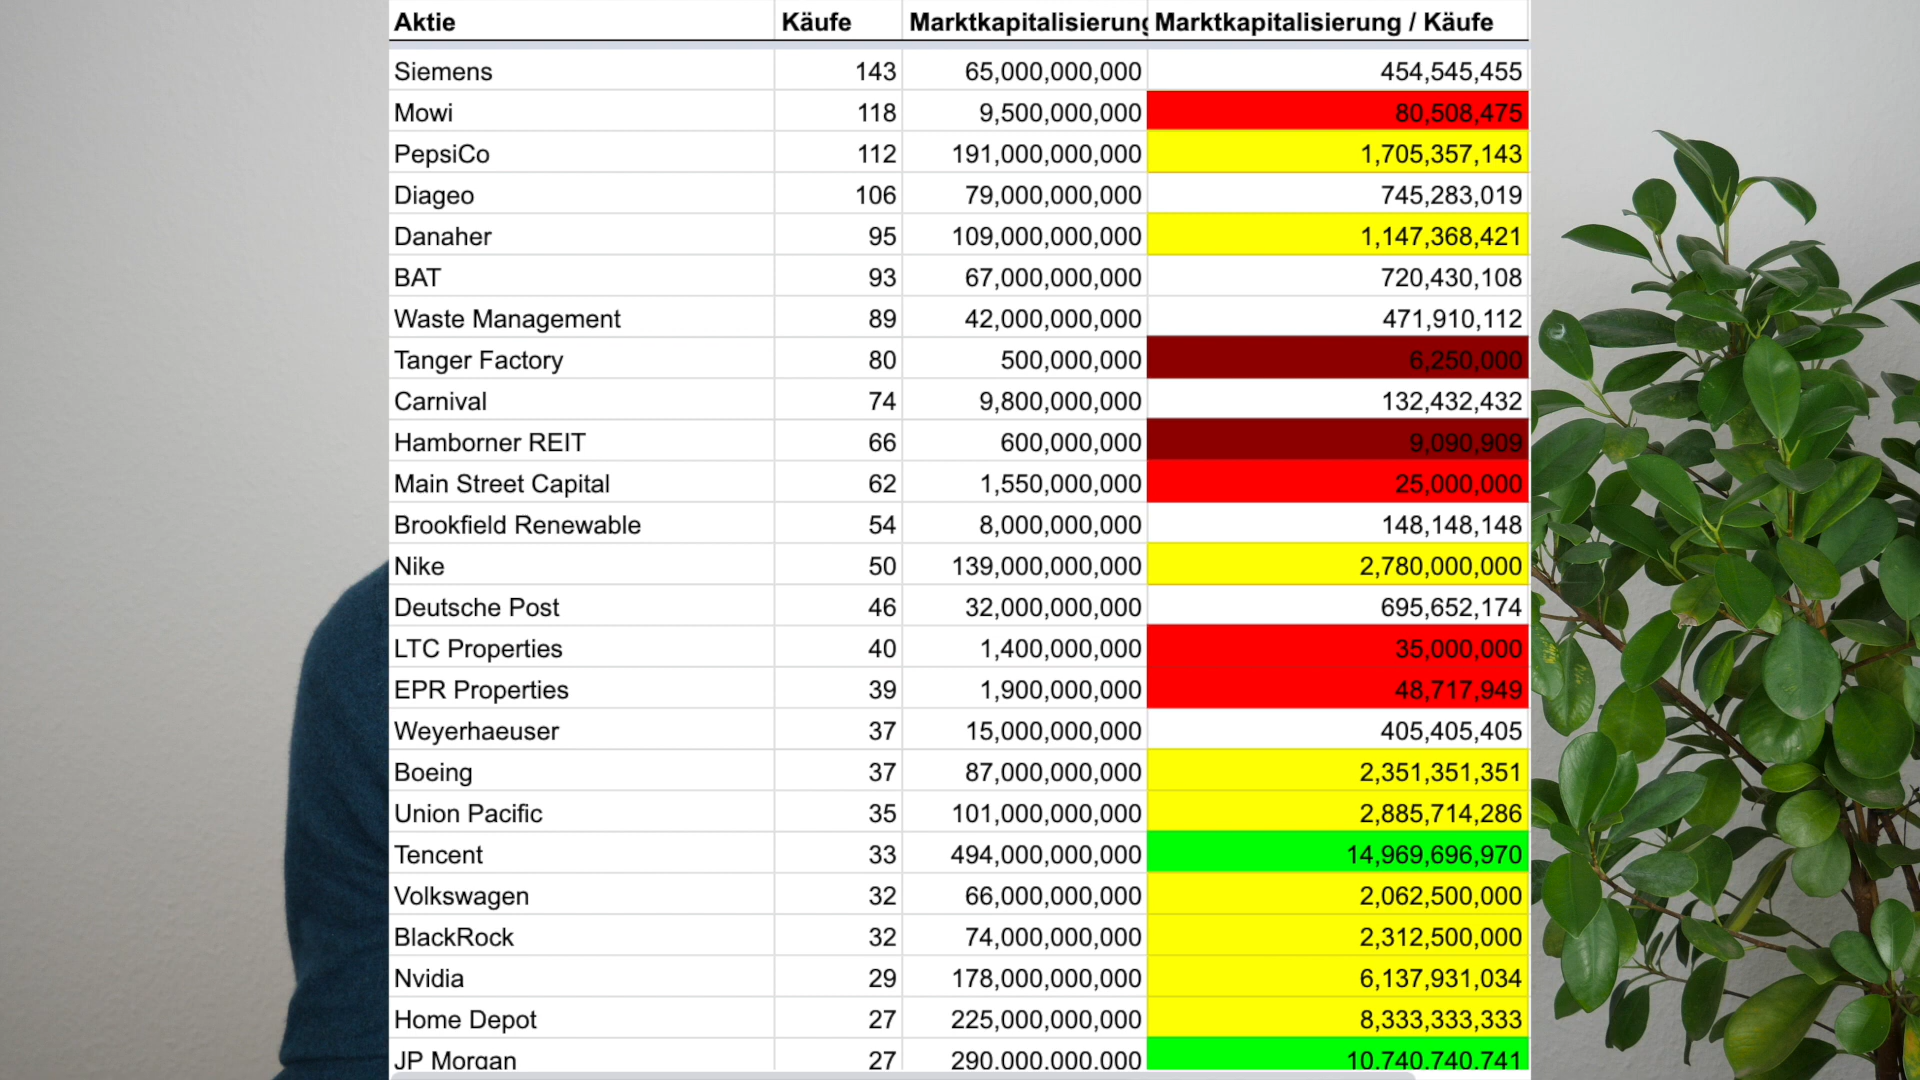 Aktie Käufe Marktkapitalisierung Marktkapitalisierung / Käufe
Siemens 143 65,000,000,000 454,545,455
Mowi 118 9,500,000,000 80,508,475
PepsiCo 112 191,000,000,000 1,705,357,143
Diageo 106 79,000,000,000 745,283,019
Danaher 95 109,000,000,000 1,147,368,421
BAT 93 67,000,000,000 720,430,108
Waste Management 89 42,000,000,000 471,910,112
Tanger Factory 80 500,000,000 6,250,000
Carnival 74 9,800,000,000 132,432,432
Hamborner REIT 66 600,000,000 9,090,909
Main Street Capital 62 1,550,000,000 25,000,000
Brookfield Renewable 54 8,000,000,000 148,148,148
Nike 50 139,000,000,000 2,780,000,000
Deutsche Post 46 32,000,000,000 695,652,174
LTC Properties 40 1,400,000,000 35,000,000
EPR Properties 39 1,900,000,000 48,717,949
Weyerhaeuser 37 15,000,000,000 405,405,405
Boeing 37 87,000,000,000 2,351,351,351
Union Pacific 35 101,000,000,000 2,885,714,286
Tencent 33 494,000,000,000 14,969,696,970
Volkswagen 32 66,000,000,000 2,062,500,000
BlackRock 32 74,000,000,000 2,312,500,000
Nvidia 29 178,000,000,000 6,137,931,034
Home Depot 27 225,000,000,000 8,333,333,333
JP Morgan 27 290,000,000,000 10,740,740,741